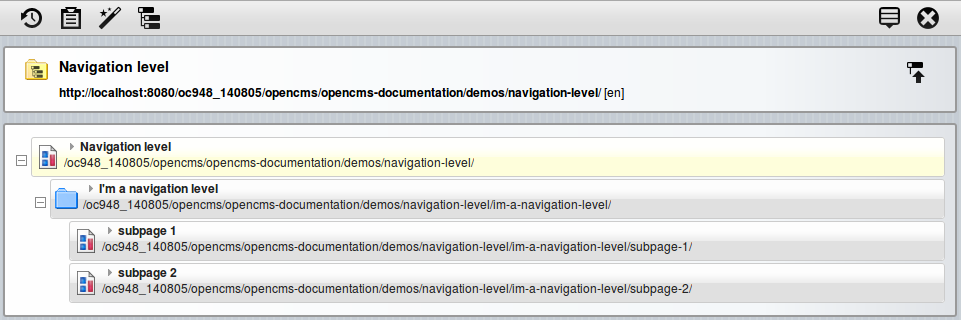 Navigation level
http://localhost:8080/oc948_140805/opencms/opencms-documentation/demos/navigation-level/ [en]
Navigation level
/oc948_140805/opencms/opencms-documentation/demos/navigation-level/
I'm a navigation level
/oc948_140805/opencms/opencms-documentation/demos/navigation-level/im-a-navigation-level/
subpage 1
/oc948_140805/opencms/opencms-documentation/demos/navigation-level/im-a-navigation-level/subpage-1/
subpage 2
/oc948_140805/opencms/opencms-documentation/demos/navigation-level/im-a-navigation-level/subpage-2/